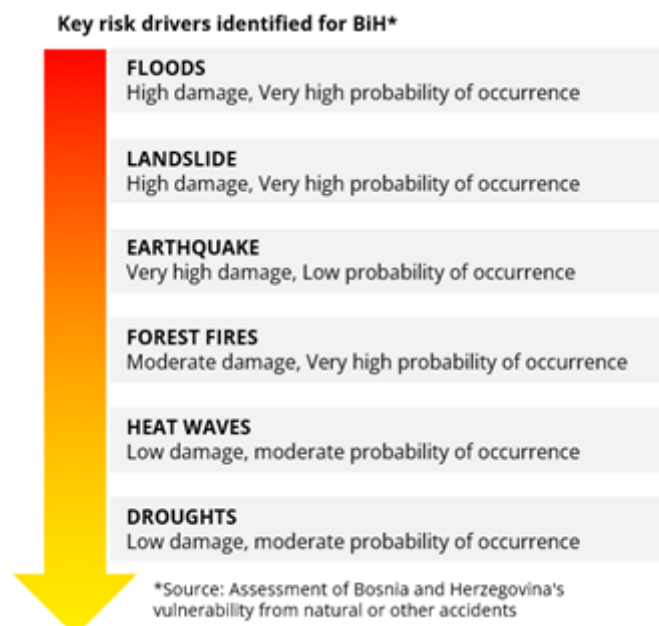 Key risk drivers identified for BiH*
FLOODS
High damage, Very high probability of occurrence
LANDSLIDE
High damage, Very high probability of occurrence
EARTHQUAKE
Very high damage, Low probability of occurrence
FOREST FIRES
Moderate damage, Very high probability of occurrence
HEAT WAVES
Low damage, moderate probability of occurrence
DROUGHTS
Low damage, moderate probability of occurrence
*Source: Assessment of Bosnia and Herzegovina's
vulnerability from natural or other accidents